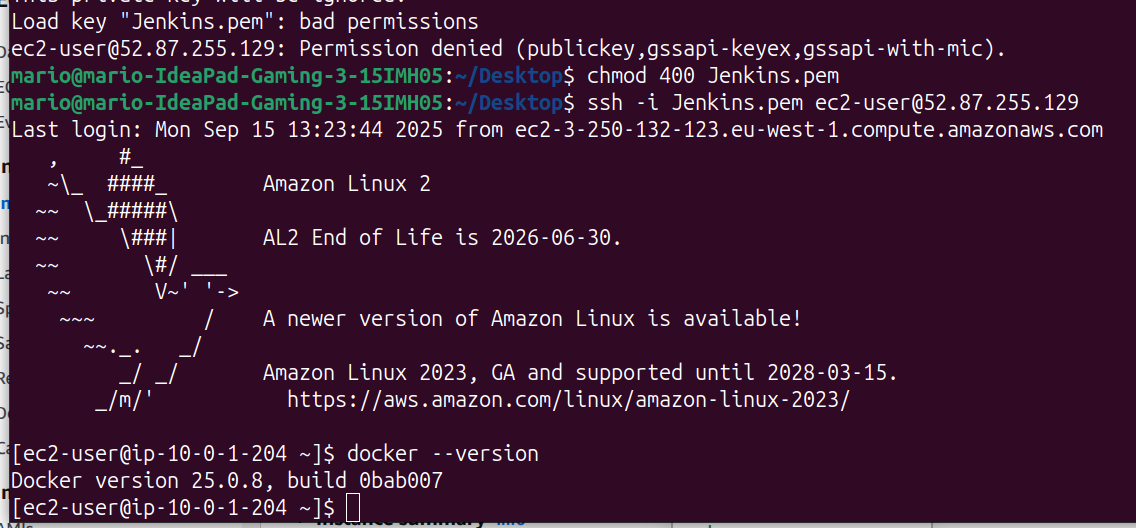 Load key "Jenkins.pem": bad permissions
ec2-user@52.87.255.129: Permission denied (publickey,gssapi-keyex,gssapi-with-mic).
mario@mario-IdeaPad-Gaming-3-15IMH05:~/Desktop$ chmod 400 Jenkins.pem
mario@mario-IdeaPad-Gaming-3-15IMH05:~/Desktop$ ssh -i Jenkins.pem ec2-user@52.87.255.129
Last login: Mon Sep 15 13:23:44 2025 from ec2-3-250-132-123.eu-west-1.compute.amazonaws.com
   ,     #_
   ~\_  ####_        Amazon Linux 2
  ~~  \_#####\
  ~~     \###|       AL2 End of Life is 2026-06-30.
  ~~       \#/ ___
   ~~       V~' '->
    ~~~         /    A newer version of Amazon Linux is available!
      ~~._.   _/
         _/ _/       Amazon Linux 2023, GA and supported until 2028-03-15.
       _/m/'           https://aws.amazon.com/linux/amazon-linux-2023/
[ec2-user@ip-10-0-1-204 ~]$ docker --version
Docker version 25.0.8, build 0bab007
[ec2-user@ip-10-0-1-204 ~]$